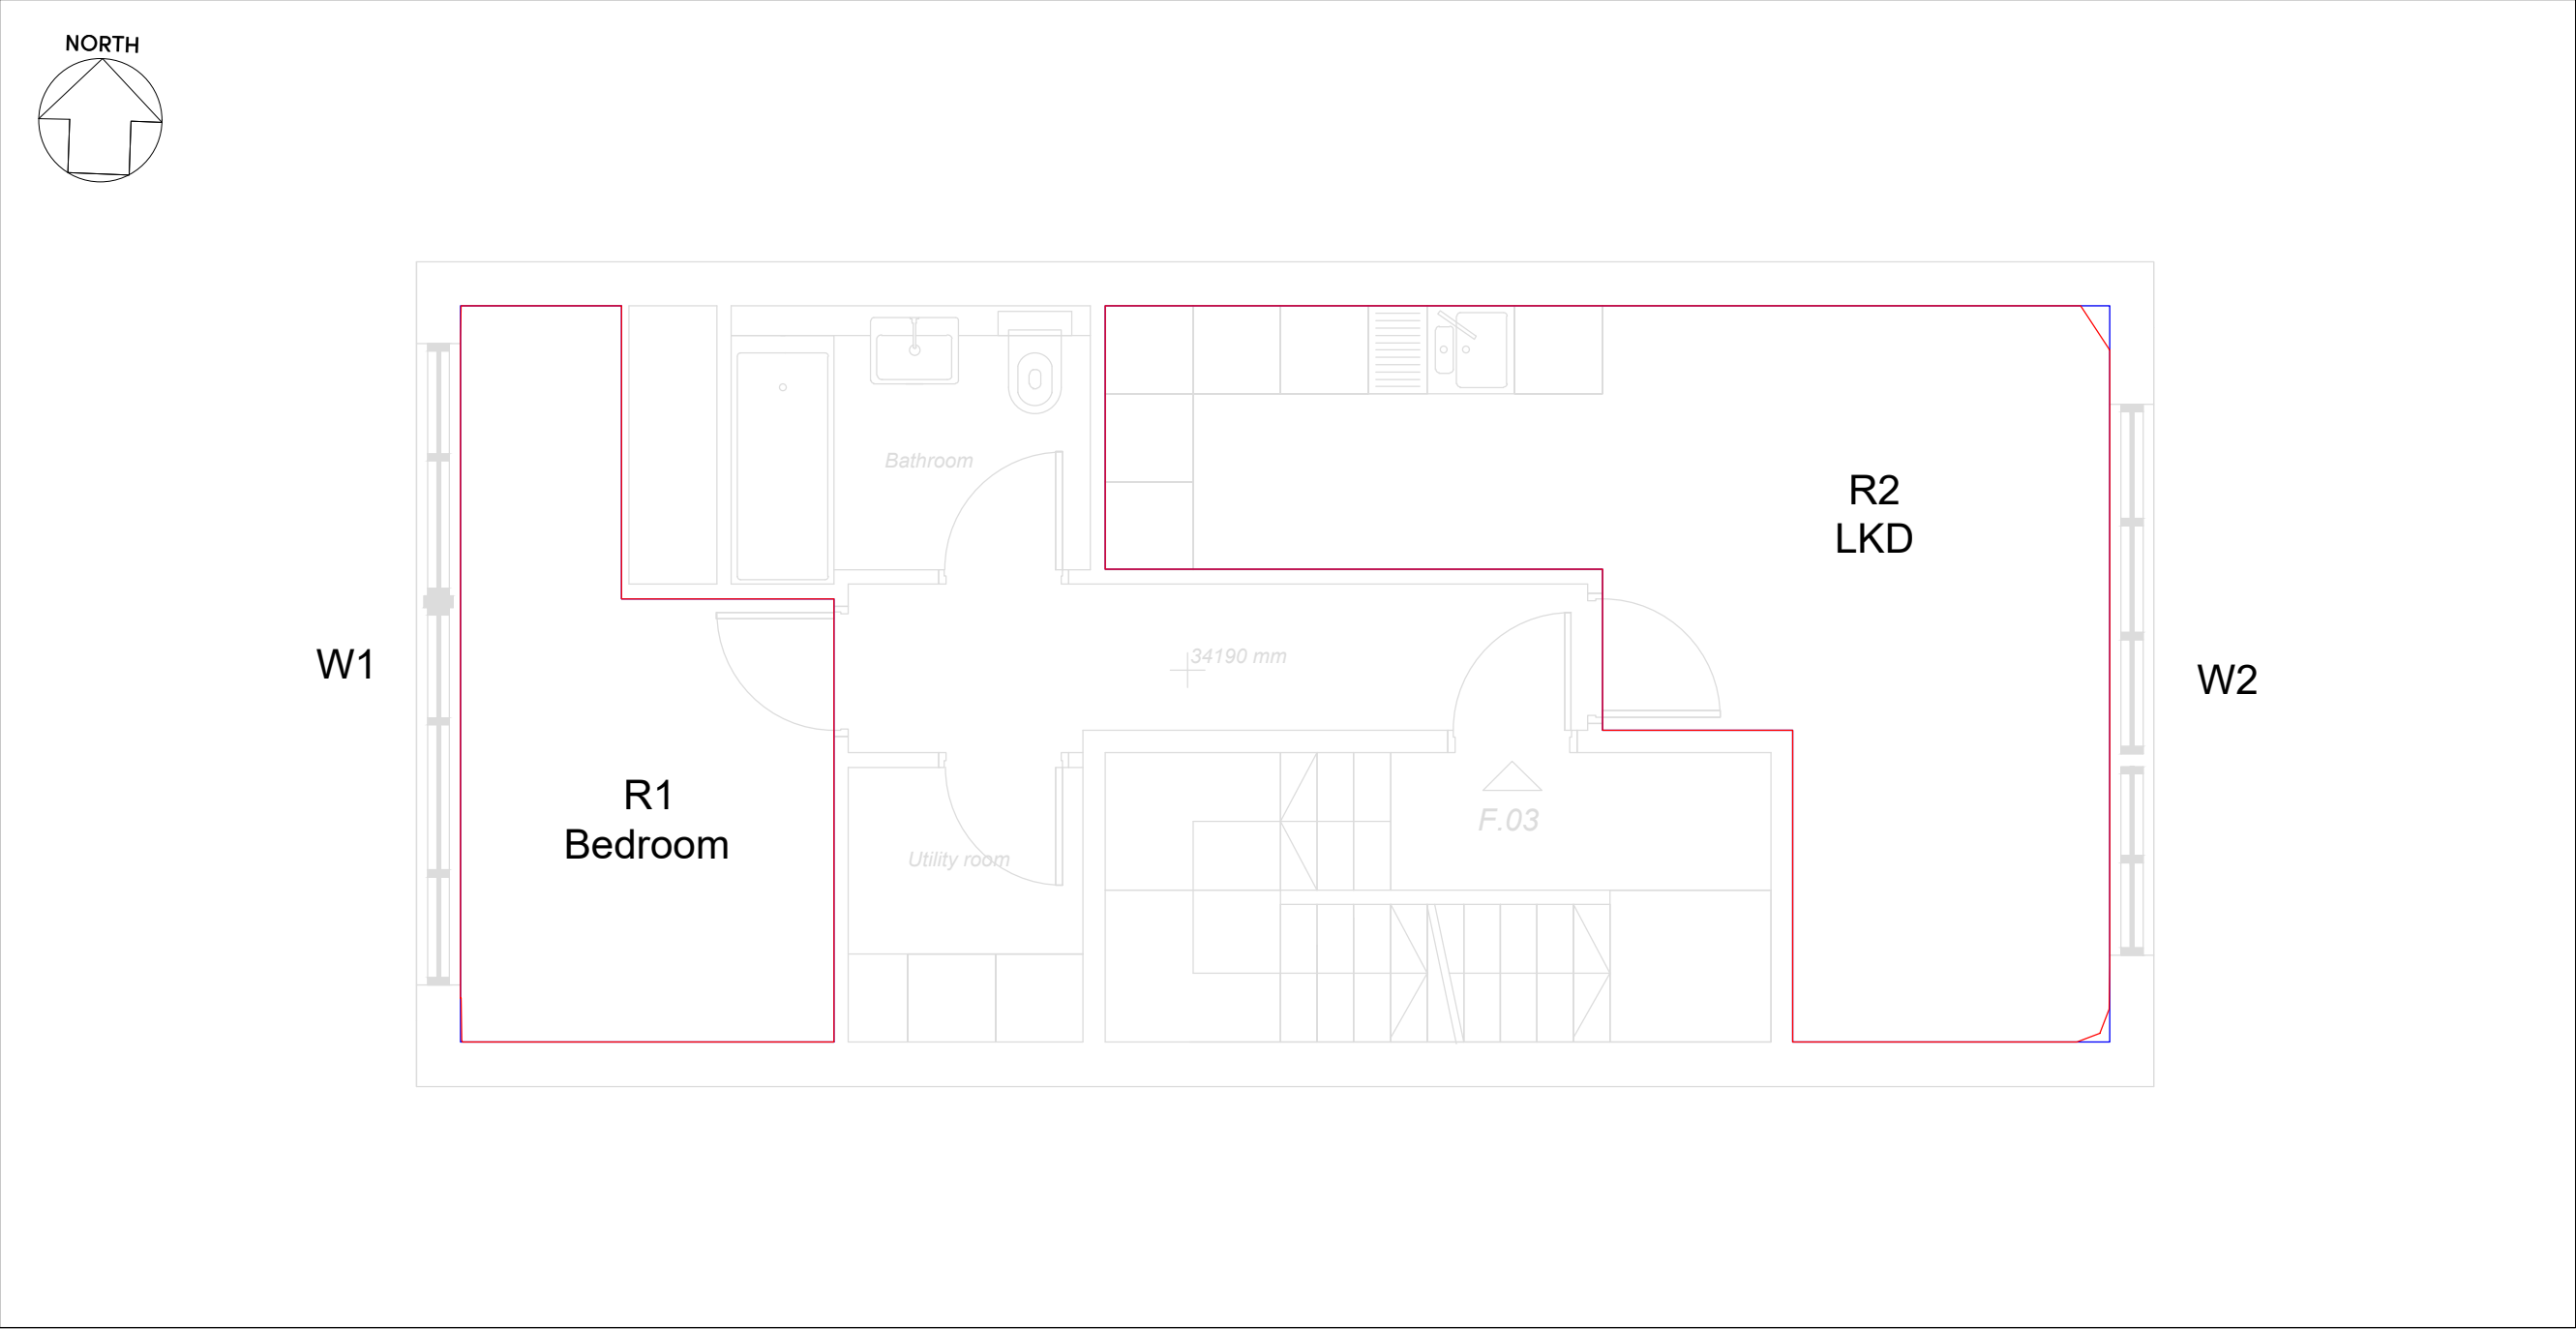 NORTH
Bathroom
R2
LKD
34190 mm
W1
W2
R1
Bedroom
F.03
Utility room